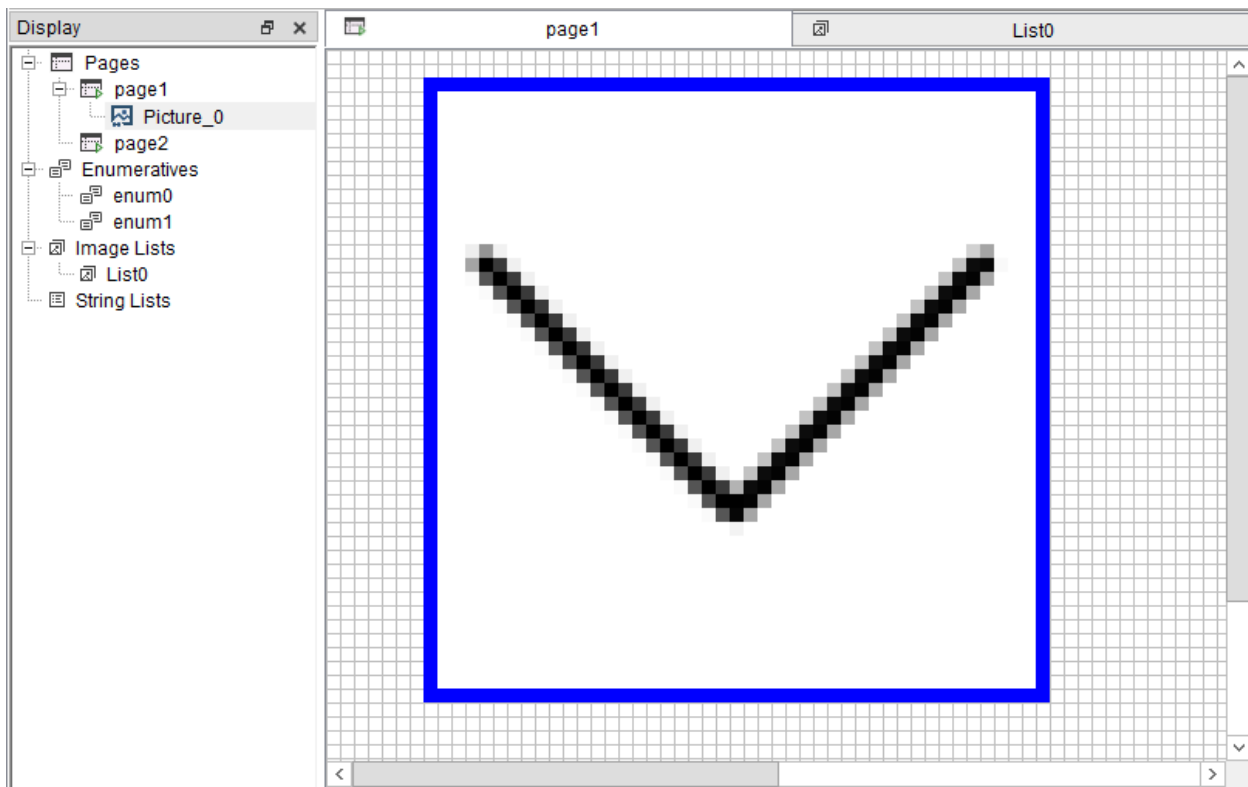 Display
Pages
page1
Picture_0
page2
Enumeratives
enum0
enum1
Image Lists
List0
String Lists
page1
List0